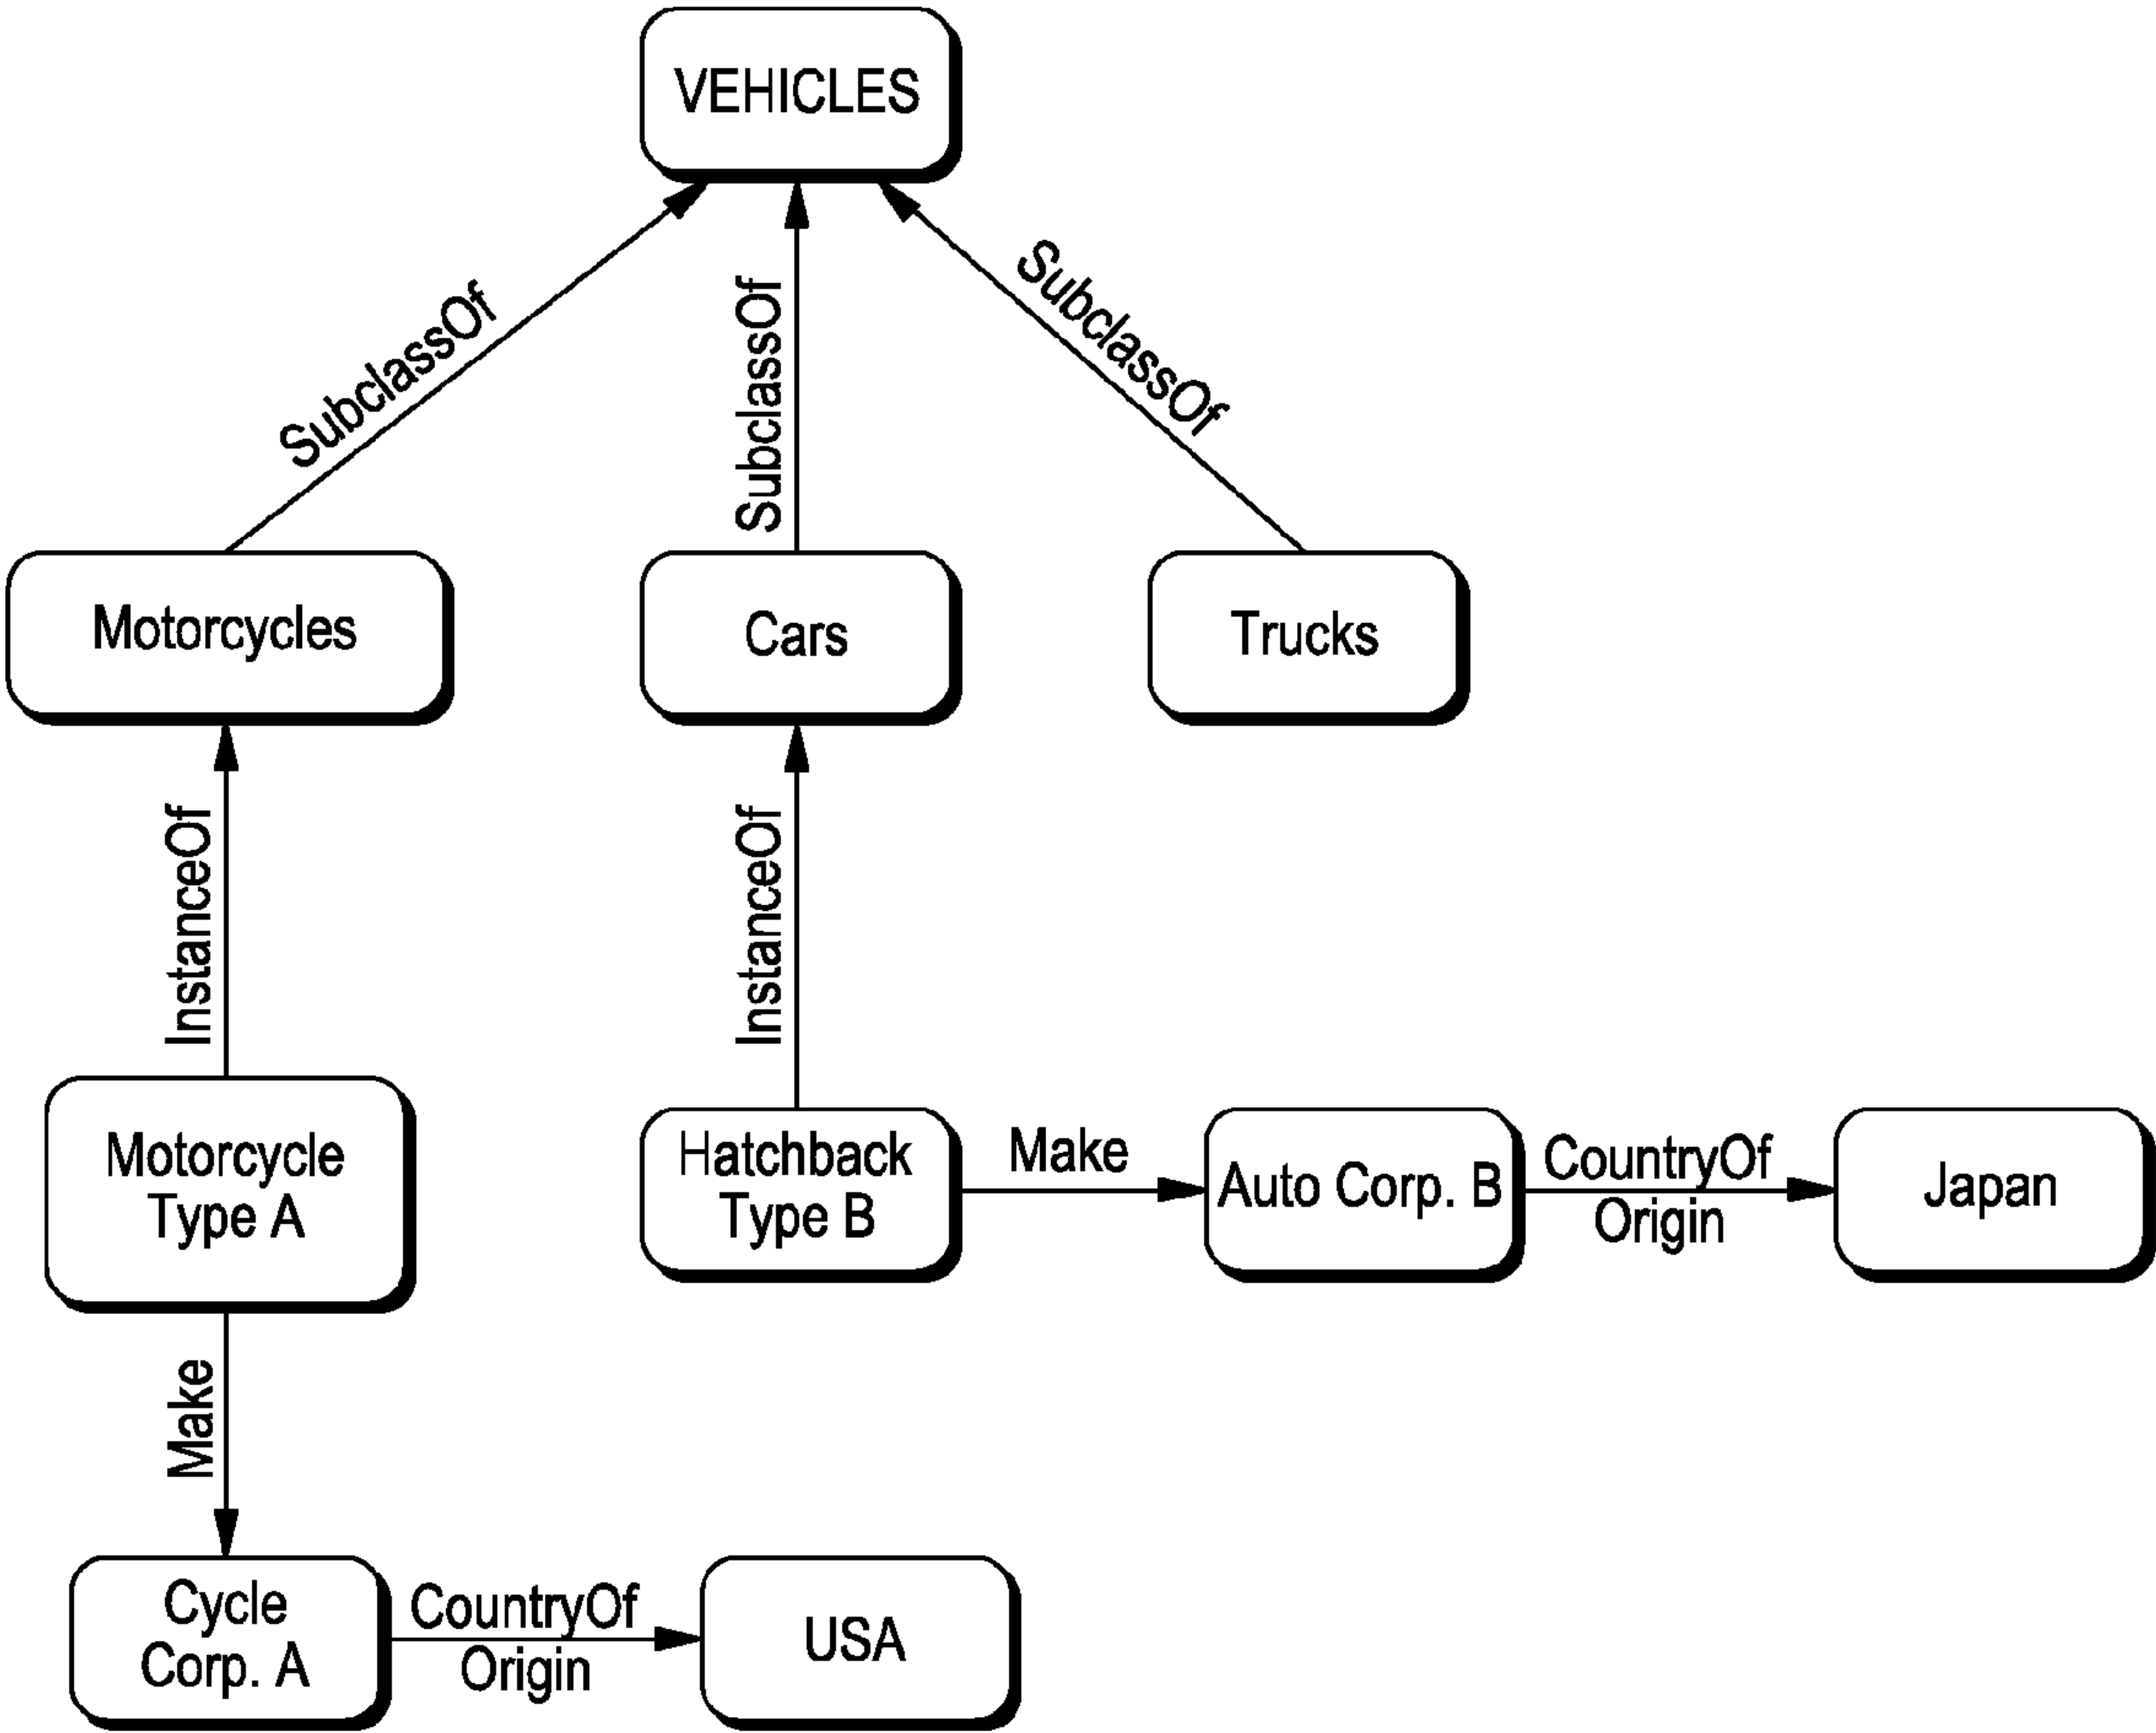 VEHICLES
SubclassOf
SubclassOf
SubclassOf
Motorcycles
Cars
Trucks
InstanceOf
InstanceOf
Motorcycle
Type A
Hatchback
Type B
Make
Auto Corp. B
CountryOf
Origin
Japan
Make
Cycle
Corp. A
CountryOf
Origin
USA